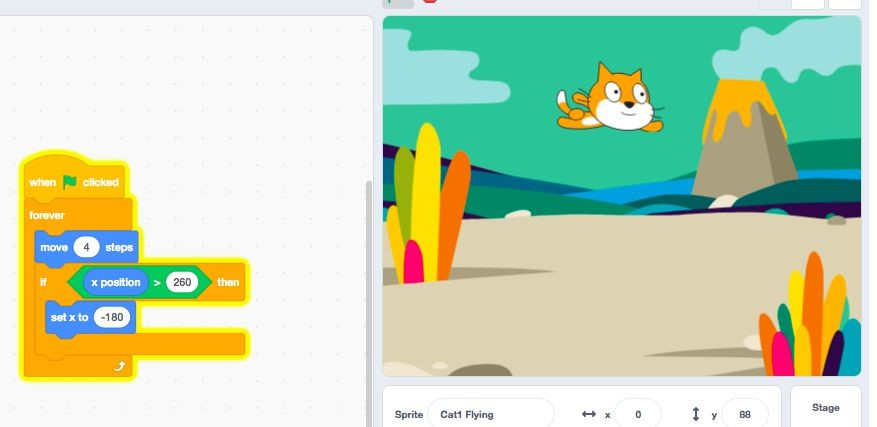 when clicked
forever
move 4 steps
if x position > 260 then
set x to -180
Sprite Cat1 Flying x 0 y 88
Stage